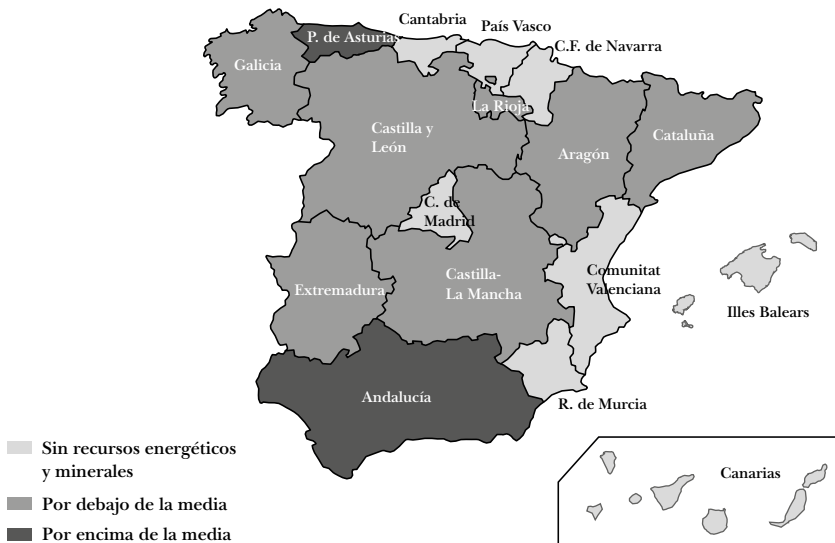 Cantabria
País Vasco
P. de Asturias
C.F. de Navarra
Galicia
La Rioja
Castilla y
León
Cataluña
Aragón
C. de
Madrid
Comunitat
Valenciana
Castilla-
La Mancha
Extremadura
Illes Balears
Andalucía
R. de Murcia
Sin recursos energéticos
y minerales
Canarias
Por debajo de la media
Por encima de la media